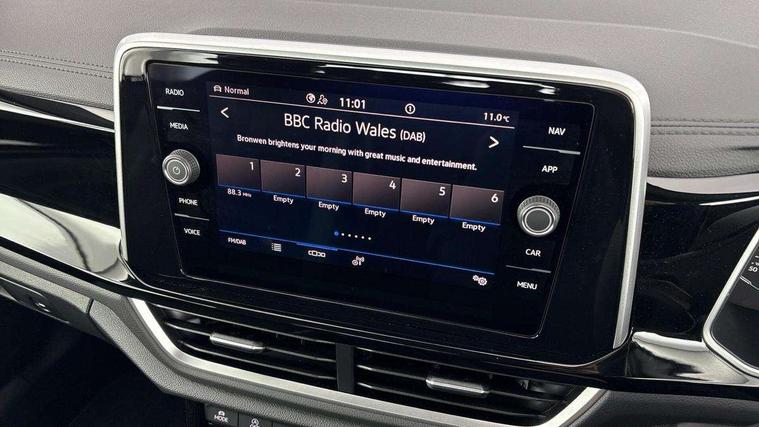 RADIO
MEDIA
PHONE
VOICE
Normal
11:01
11.0°C
BBC Radio Wales (DAB)
Bronwen brightens your morning with great music and entertainment.
1 2 3 4 5 6
88.3 MHz Empty Empty Empty Empty Empty
FM/DAB
NAV
APP
CAR
MENU
MODE
50